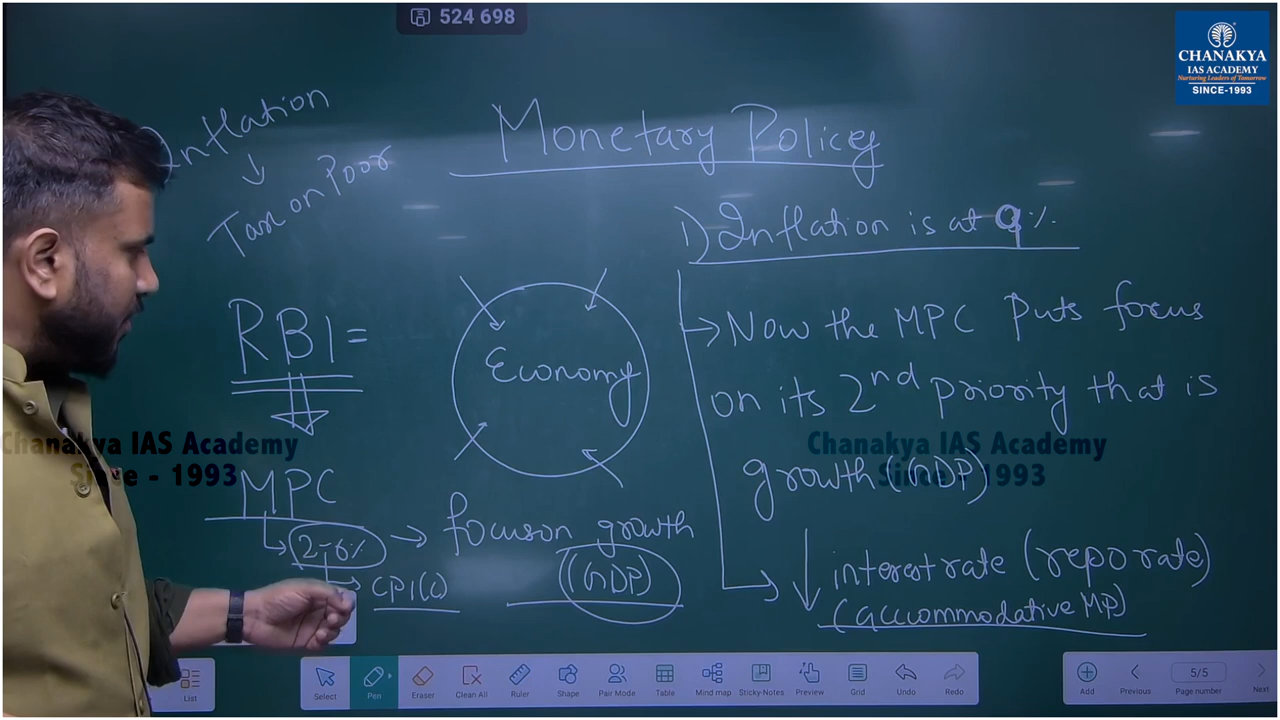 524 698
CHANAKYA
IAS ACADEMY
Nurturing Leaders of Tomorrow
SINCE-1993
Inflation
↓
Tax on Poor
Monetary Policy
RBI =
MPC
2-6%
→ CPI(C)
Economy
→ focus on growth
(GDP)
1) Inflation is at 9%
→ Now the MPC puts focus
on its 2nd priority that is
growth (GDP)
↓ interest rate (repo rate)
(accommodative MP)
Chanakya IAS Academy
Since - 1993
Chanakya IAS Academy
Since - 1993
List
Select
Pen
Eraser
Clean All
Ruler
Shape
Pair Mode
Table
Mind map
Sticky-Notes
Preview
Grid
Undo
Redo
Add
Previous
5/5
Page number
Next